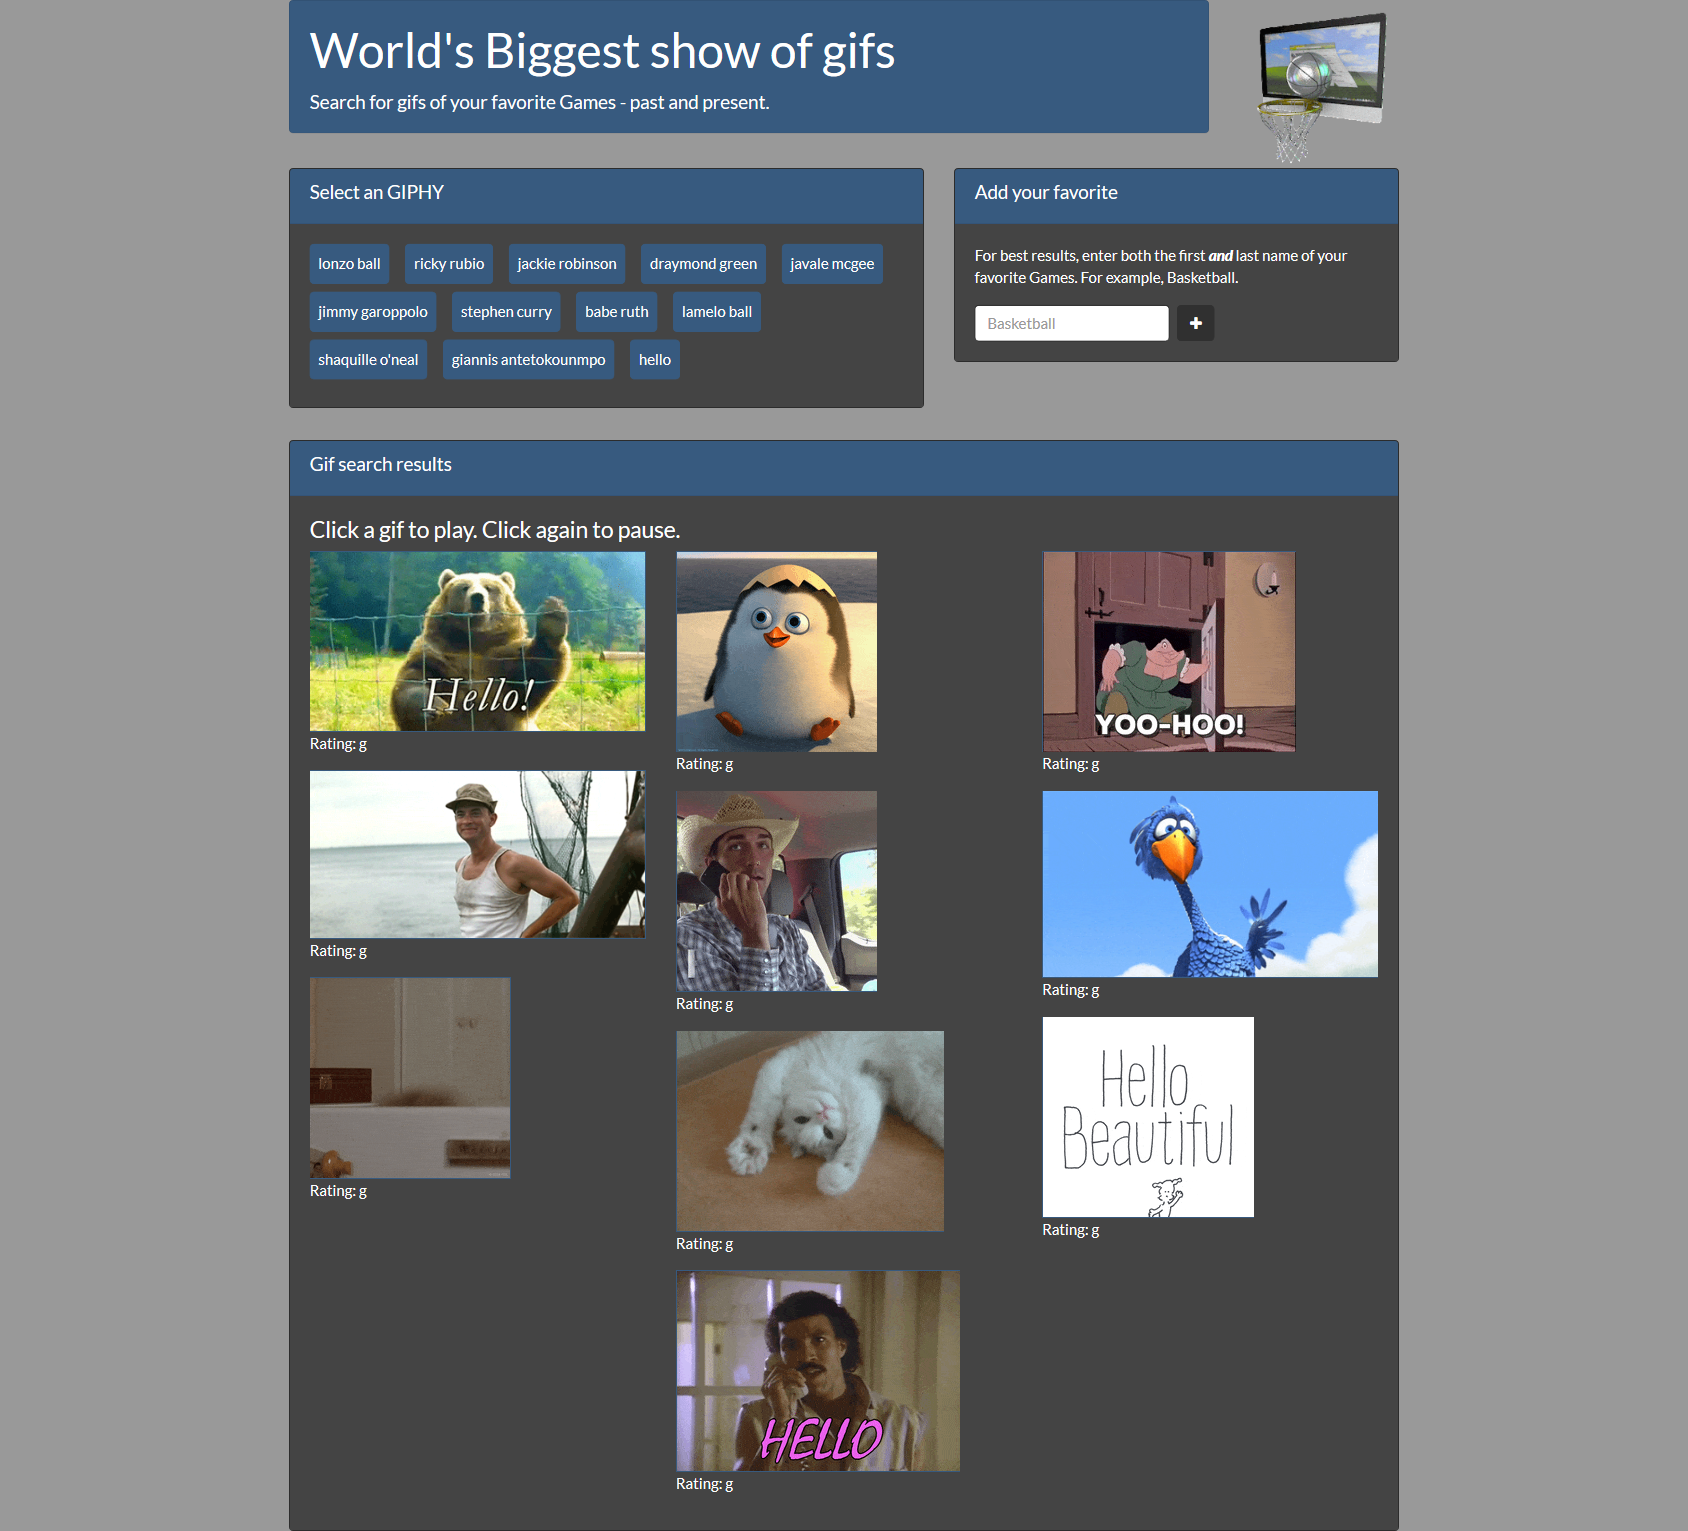 World's Biggest show of gifs
Search for gifs of your favorite Games - past and present.
Select an GIPHY
lonzo ball
ricky rubio
jackie robinson
draymond green
javale mcgee
jimmy garoppolo
stephen curry
babe ruth
lamelo ball
shaquille o'neal
giannis antetokounmpo
hello
Add your favorite
For best results, enter both the first and last name of your
favorite Games. For example, Basketball.
Basketball
Gif search results
Click a gif to play. Click again to pause.
Hello!
Rating: g
Rating: g
Rating: g
Rating: g
YOO-HOO!
Rating: g
Rating: g
Rating: g
Rating: g
Hello
Beautiful
Rating: g
HELLO
Rating: g